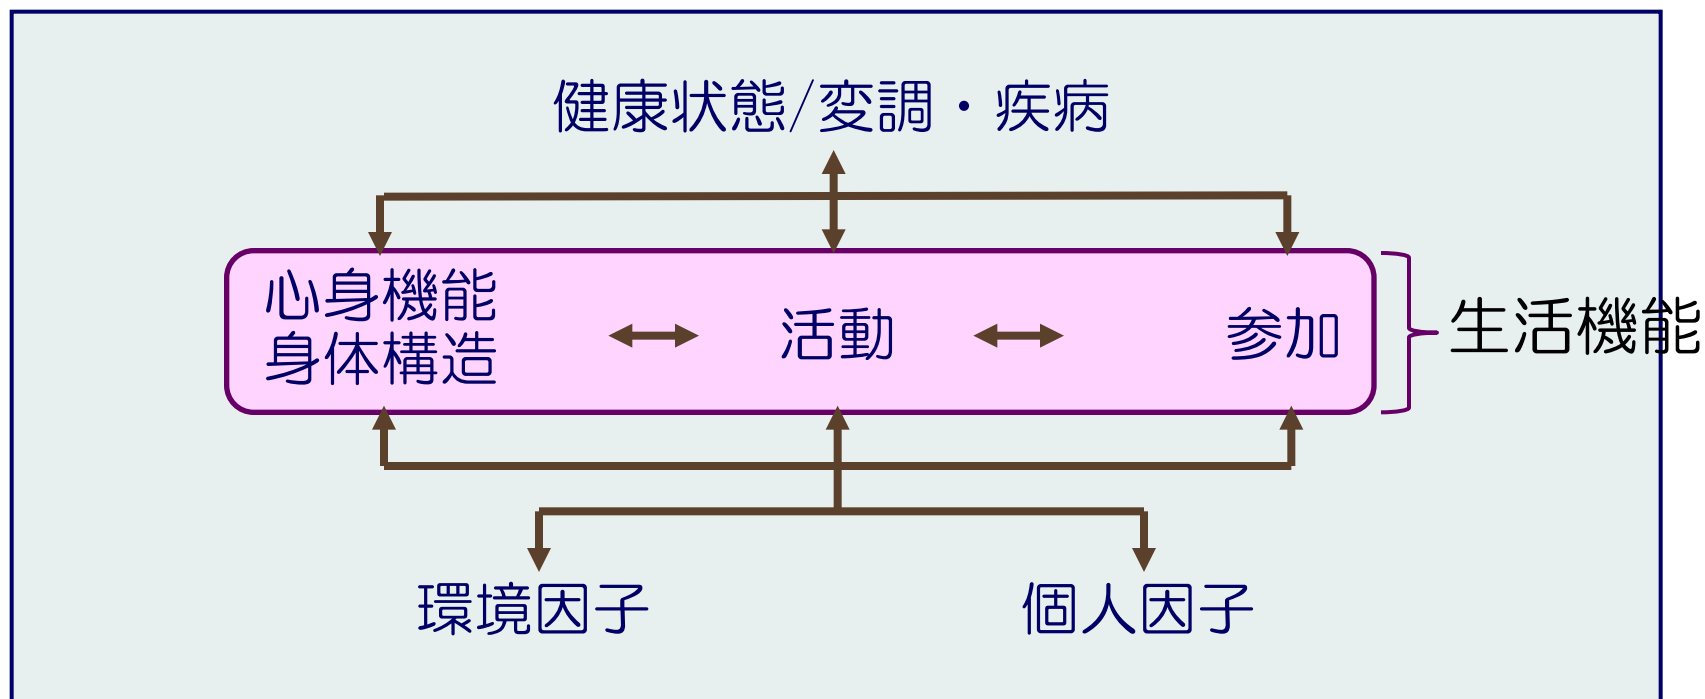 健康状態/変調・疾病
心身機能
身体構造
活動
参加
生活機能
環境因子
個人因子